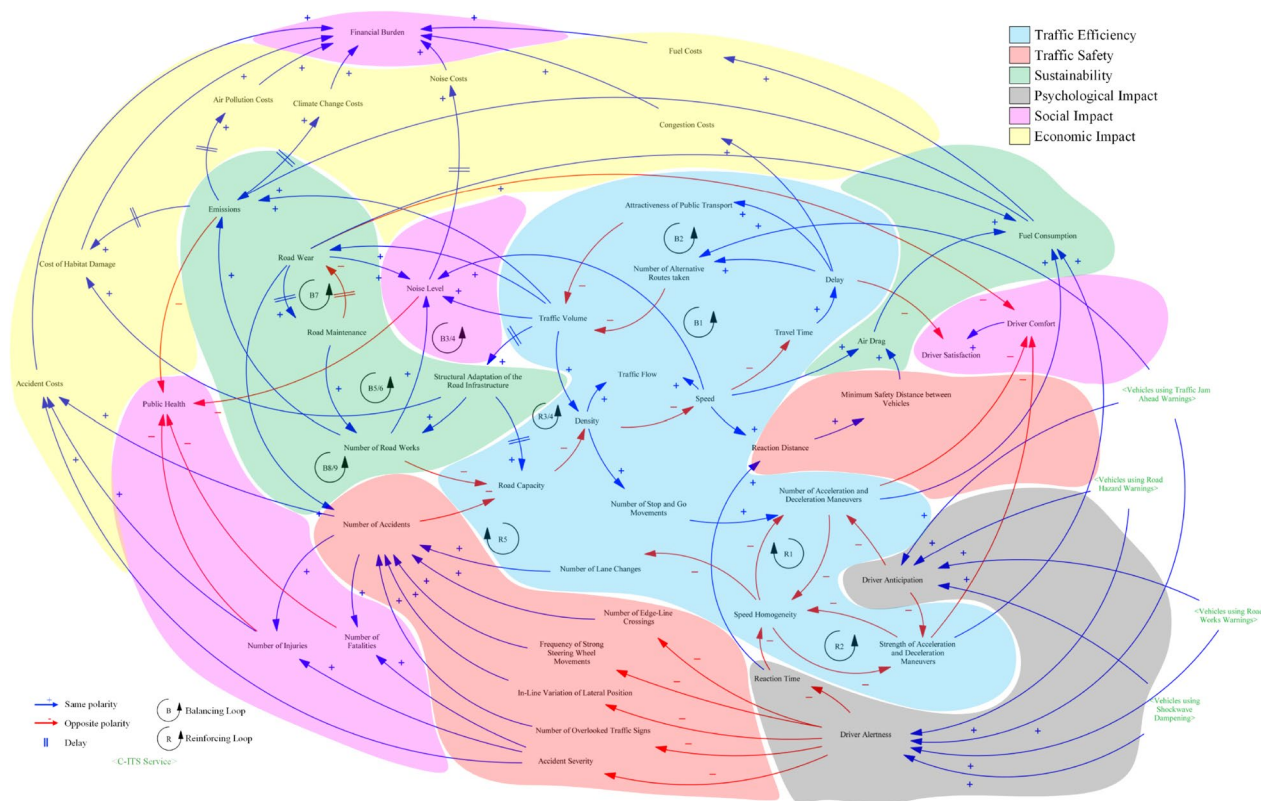 Financial Burden
Fuel Costs
Noise Costs
Air Pollution Costs
Climate Change Costs
Congestion Costs
Traffic Efficiency
Traffic Safety
Sustainability
Psychological Impact
Social Impact
Economic Impact
Emissions
Attractiveness of Public Transport
B2
Fuel Consumption
Cost of Habitat Damage
Road Wear
Number of Alternative
Routes taken
Delay
Noise Level
B7
Traffic Volume
B1
Driver Comfort
Road Maintenance
B3/4
Travel Time
Air Drag
Driver Satisfaction
Accident Costs
Public Health
B5/6
Structural Adaptation of the
Road Infrastructure
Traffic Flow
Speed
Minimum Safety Distance between
Vehicles
<Vehicles using Traffic Jam
Ahead Warnings>
R3/4
Density
Number of Road Works
Reaction Distance
B8/9
Road Capacity
Number of Acceleration and
Deceleration Maneuvers
<Vehicles using Road
Hazard Warnings>
Number of Stop and Go
Movements
Number of Accidents
R5
R1
Number of Lane Changes
Driver Anticipation
Number of Edge-Line
Crossings
Speed Homogeneity
<Vehicles using Road
Works Warnings>
Number of Injuries
Number of
Fatalities
Frequency of Strong
Steering Wheel
Movements
R2
Strength of Acceleration
and Deceleration
Maneuvers
Reaction Time
In-Line Variation of Lateral Position
<Vehicles using
Shockwave
Dampening>
Number of Overlooked Traffic Signs
Driver Alertness
Accident Severity
Same polarity
B
Balancing Loop
Opposite polarity
R
Reinforcing Loop
Delay
<C-ITS Service>